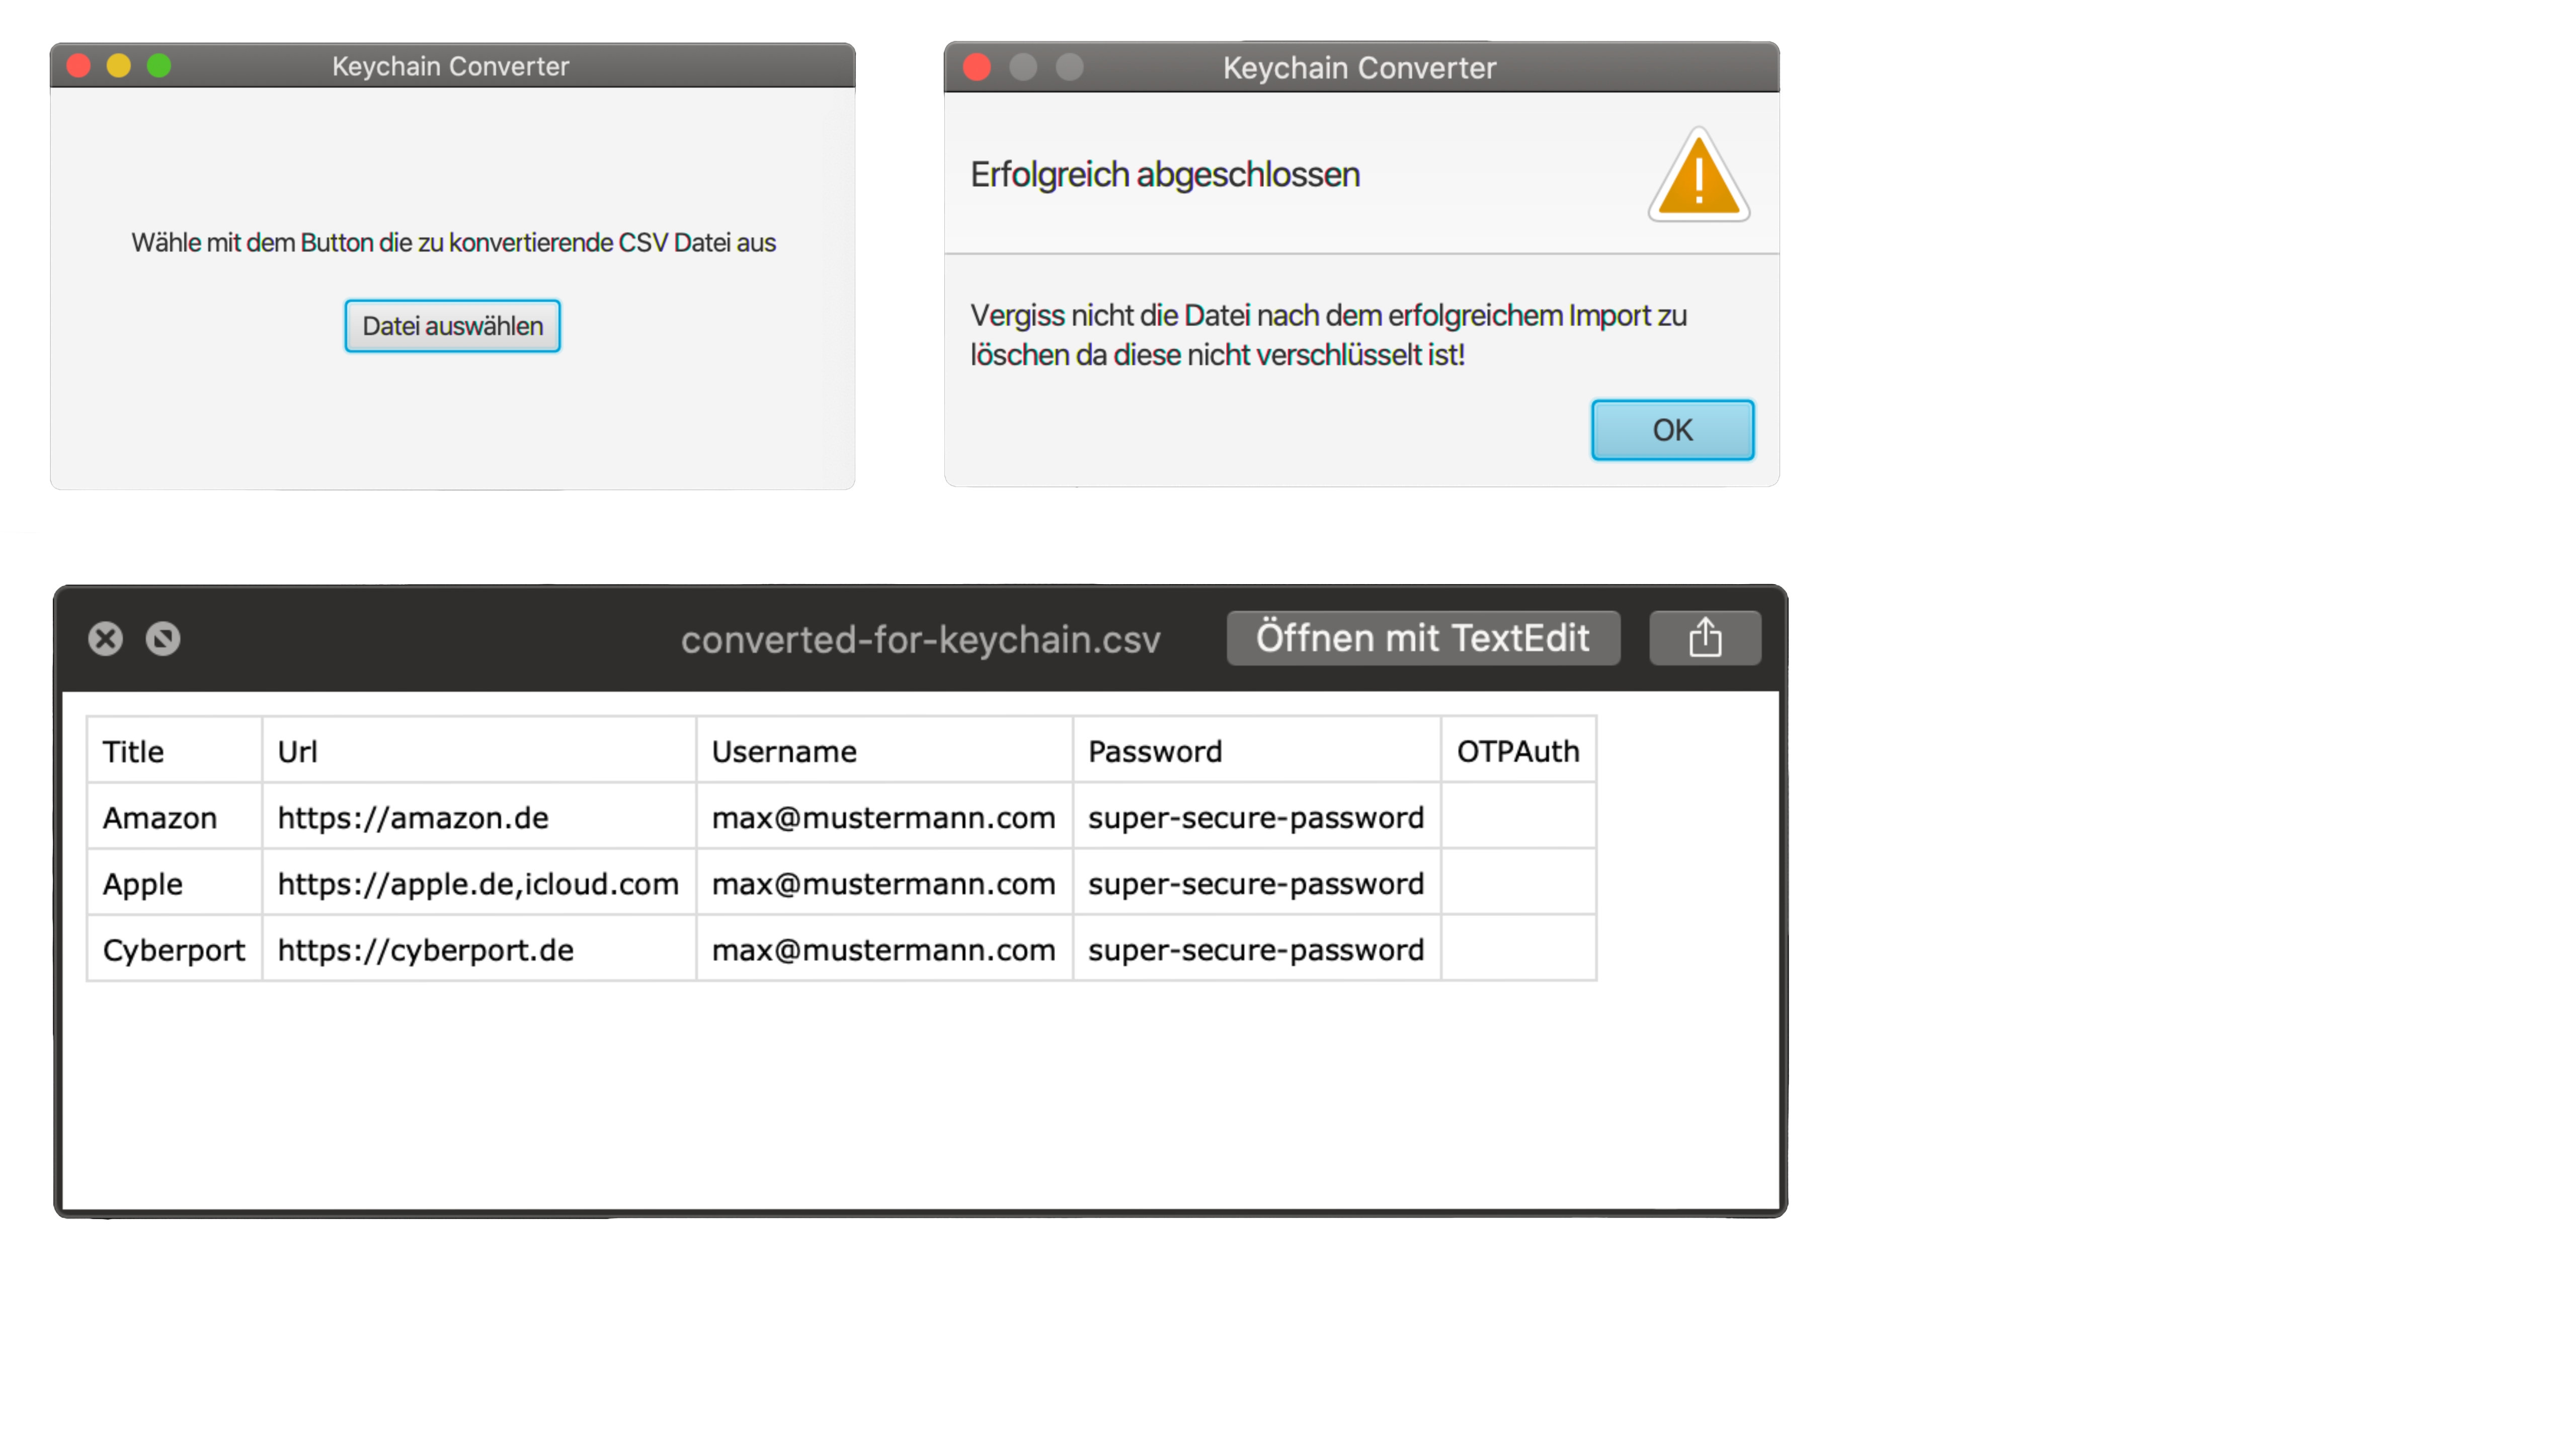 Keychain Converter
Wähle mit dem Button die zu konvertierende CSV Datei aus
Datei auswählen
Keychain Converter
Erfolgreich abgeschlossen
Vergiss nicht die Datei nach dem erfolgreichem Import zu
löschen da diese nicht verschlüsselt ist!
OK
converted-for-keychain.csv Öffnen mit TextEdit
Title Url Username Password OTPAuth
Amazon https://amazon.de max@mustermann.com super-secure-password
Apple https://apple.de,icloud.com max@mustermann.com super-secure-password
Cyberport https://cyberport.de max@mustermann.com super-secure-password